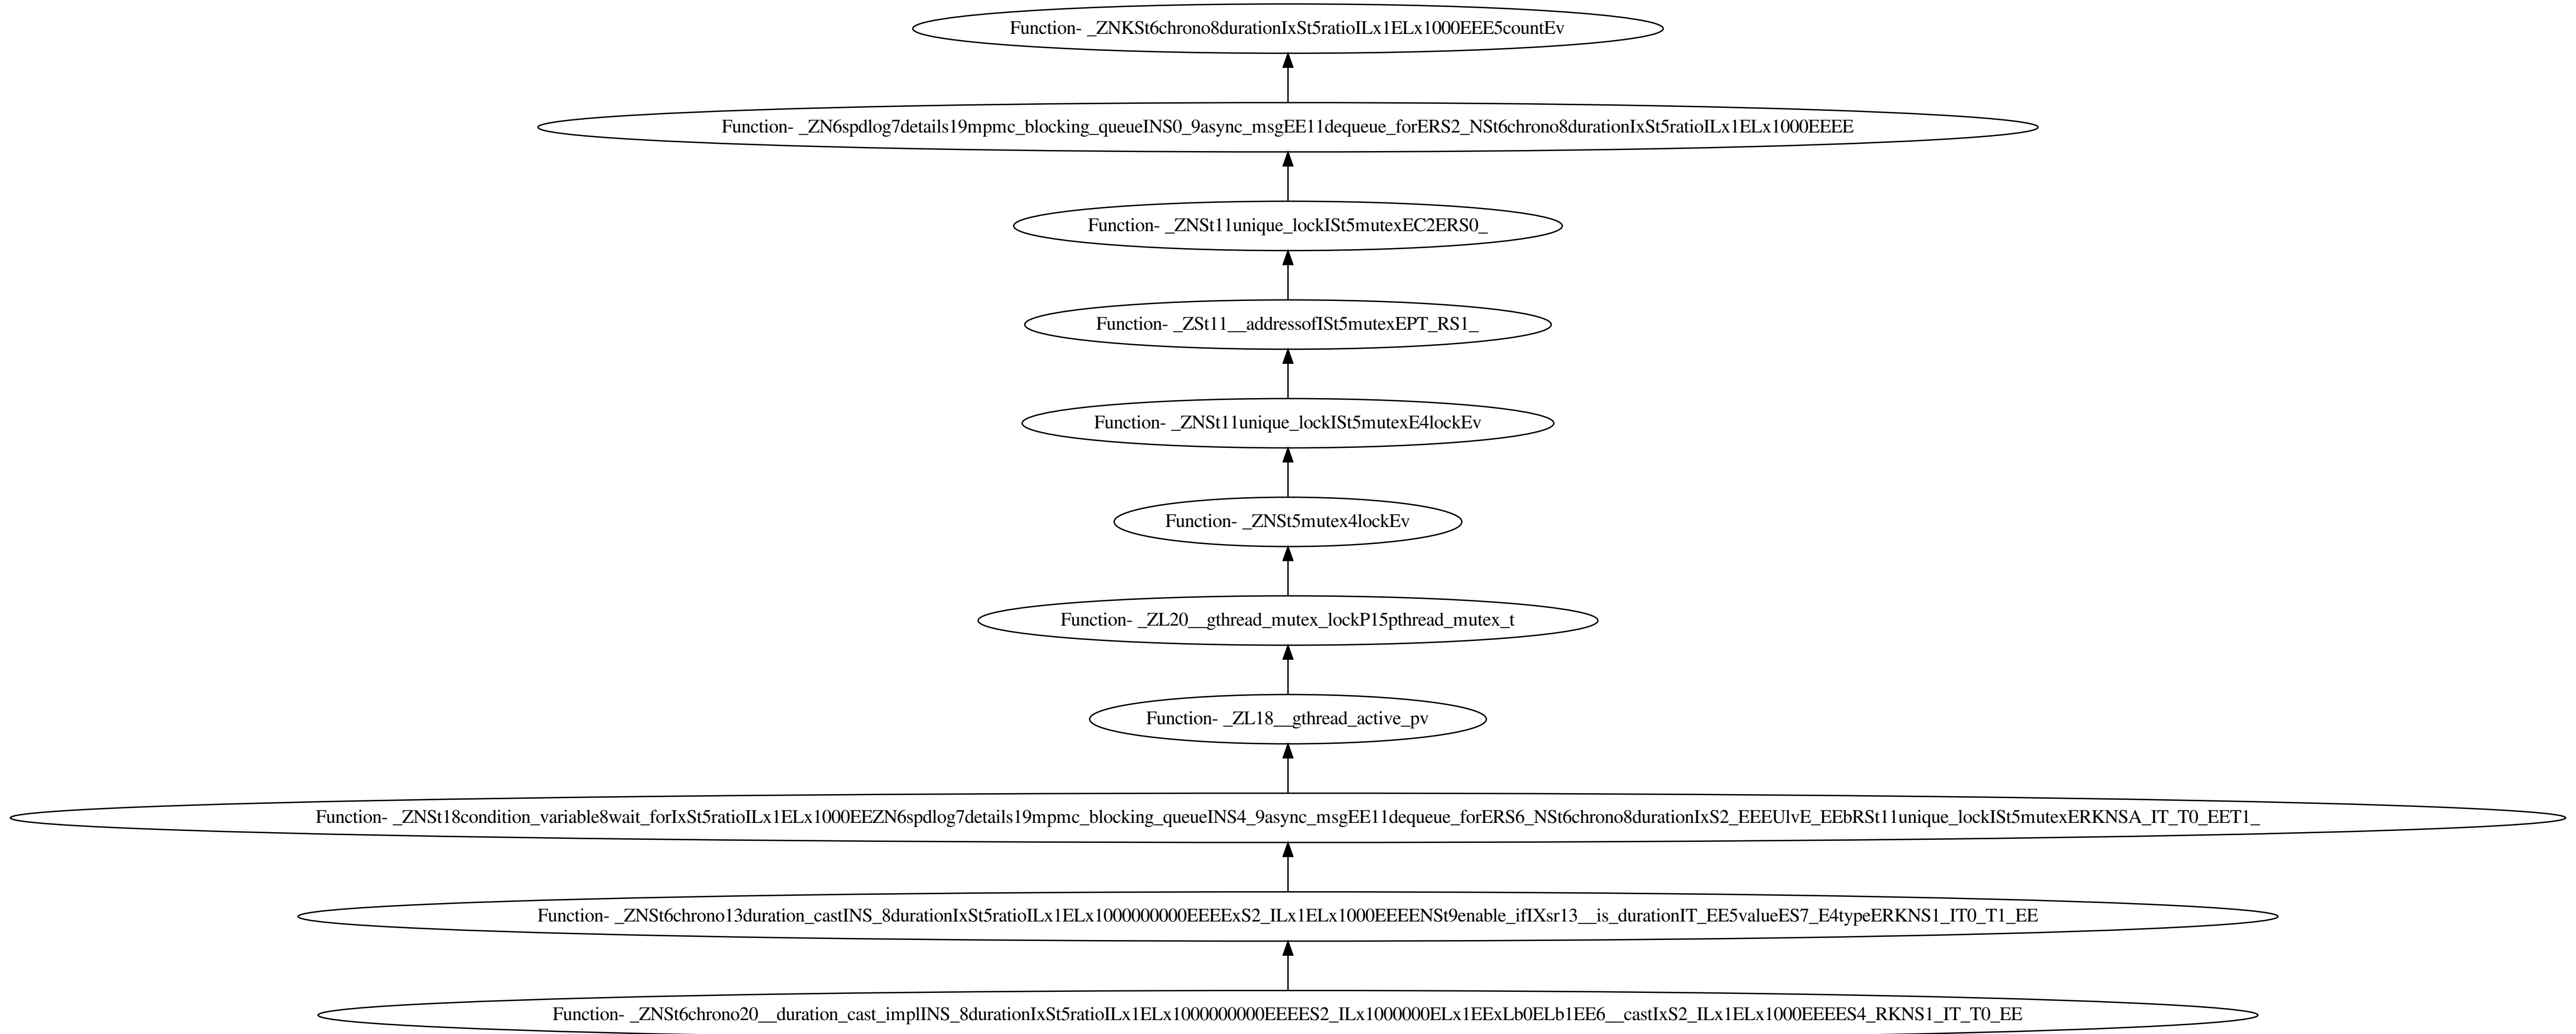 Function- _ZNKSt6chrono8durationIxSt5ratioILx1ELx1000EEE5countEv
Function- _ZN6spdlog7details19mpmc_blocking_queueINS0_9async_msgEE11dequeue_forERS2_NSt6chrono8durationIxSt5ratioILx1ELx1000EEEE
Function- _ZNSt11unique_lockISt5mutexEC2ERS0_
Function- _ZSt11__addressofISt5mutexEPT_RS1_
Function- _ZNSt11unique_lockISt5mutexE4lockEv
Function- _ZNSt5mutex4lockEv
Function- _ZL20__gthread_mutex_lockP15pthread_mutex_t
Function- _ZL18__gthread_active_pv
Function- _ZNSt18condition_variable8wait_forIxSt5ratioILx1ELx1000EEZN6spdlog7details19mpmc_blocking_queueINS4_9async_msgEE11dequeue_forERS6_NSt6chrono8durationIxS2_EEEUlvE_EEbRSt11unique_lockISt5mutexERKNSA_IT_T0_EET1_
Function- _ZNSt6chrono13duration_castINS_8durationIxSt5ratioILx1ELx1000000000EEEExS2_ILx1ELx1000EEEENSt9enable_ifIXsr13__is_durationIT_EE5valueES7_E4typeERKNS1_IT0_T1_EE
Function- _ZNSt6chrono20__duration_cast_implINS_8durationIxSt5ratioILx1ELx1000000000EEEES2_ILx1000000ELx1EExLb0ELb1EE6__castIxS2_ILx1ELx1000EEEES4_RKNS1_IT_T0_EE